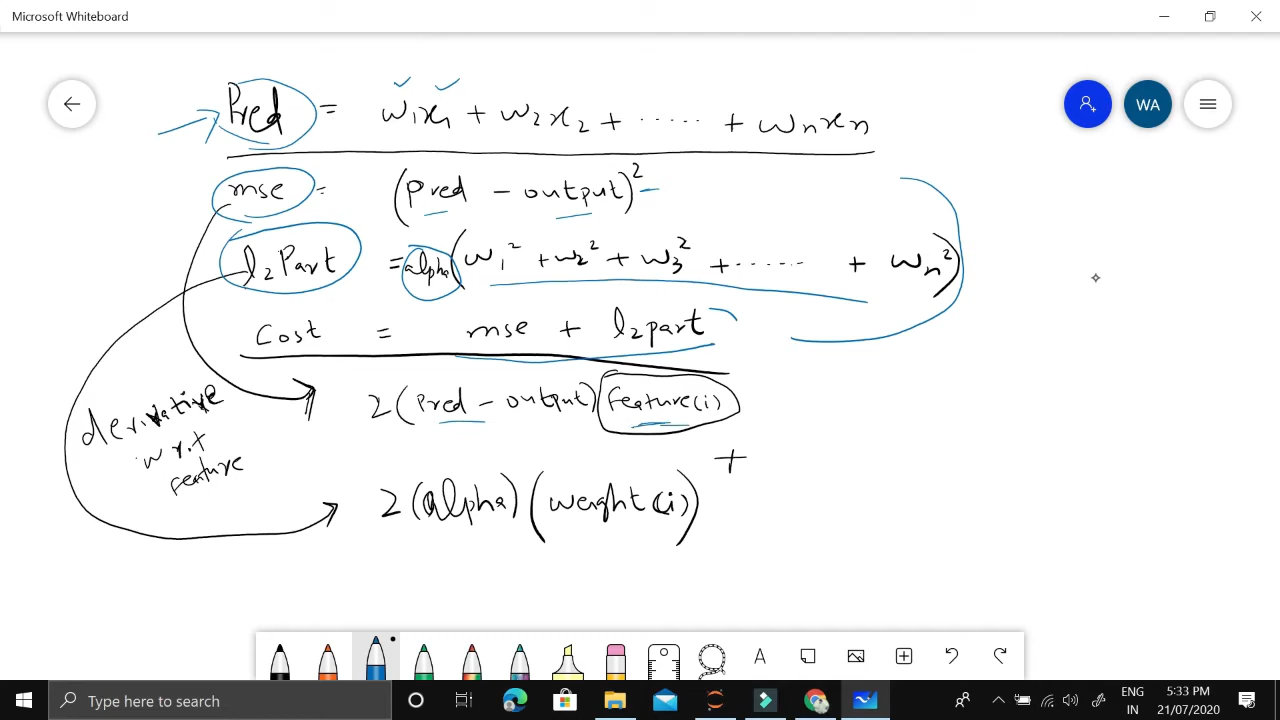 Microsoft Whiteboard
Pred = w1x1 + w2x2 + ...... + wnxn
WA
mse = (Pred - output)²
l2 Part = alpha(w1² + w2² + w3² + ...... + wn²)
Cost = mse + l2part
2(Pred - output) feature(i)
derivative
w r.t
feature
+
2(alpha)(weight(i))
A
Type here to search
ENG
IN
5:33 PM
21/07/2020